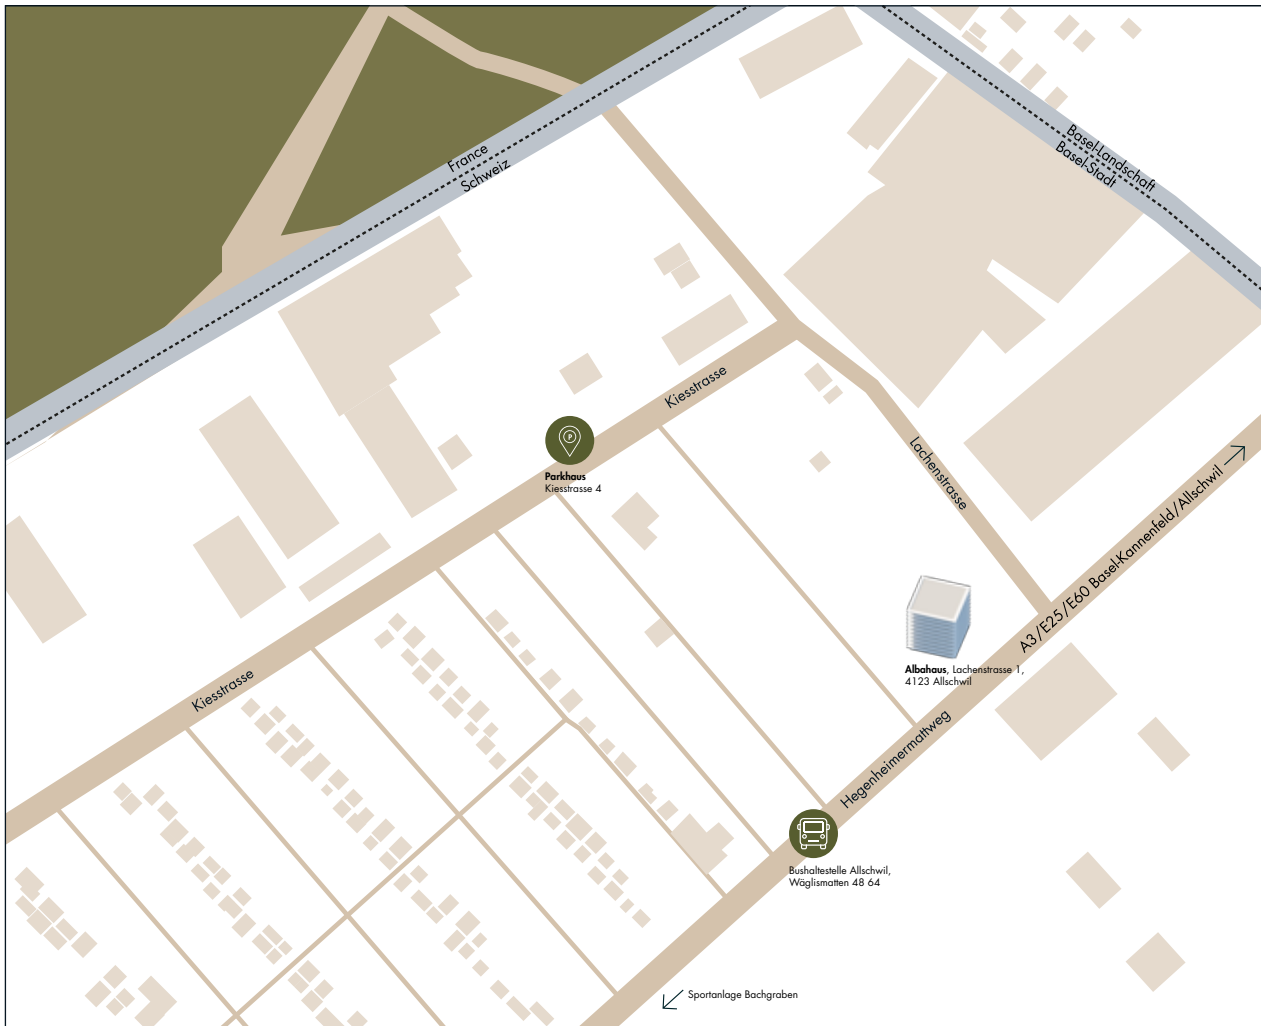 France
Schweiz
Basel-Landschaft
Basel-Stadt
Kiesstrasse
Lachenstrasse
P
Parkhaus
Kiesstrasse 4
A3/E25/E60 Basel-Kannenfeld/Allschwil
Albahaus, Lachenstrasse 1,
4123 Allschwil
Kiesstrasse
Hegenheimermattweg
Bushaltestelle Allschwil,
Wäglismatten 48 64
Sportanlage Bachgraben